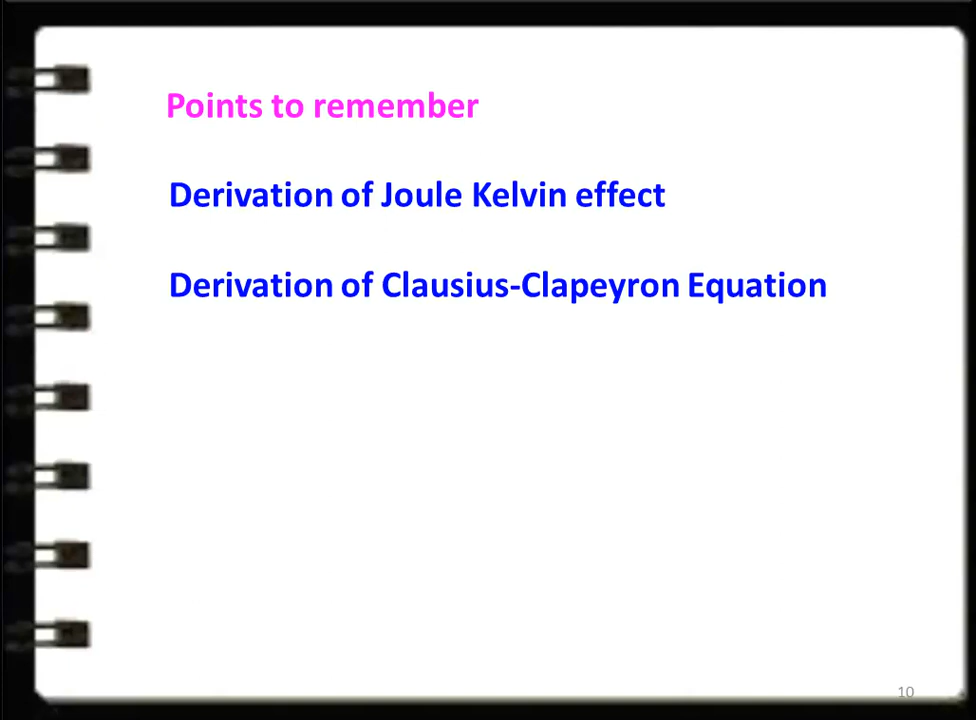 Points to remember
Derivation of Joule Kelvin effect
Derivation of Clausius-Clapeyron Equation
10